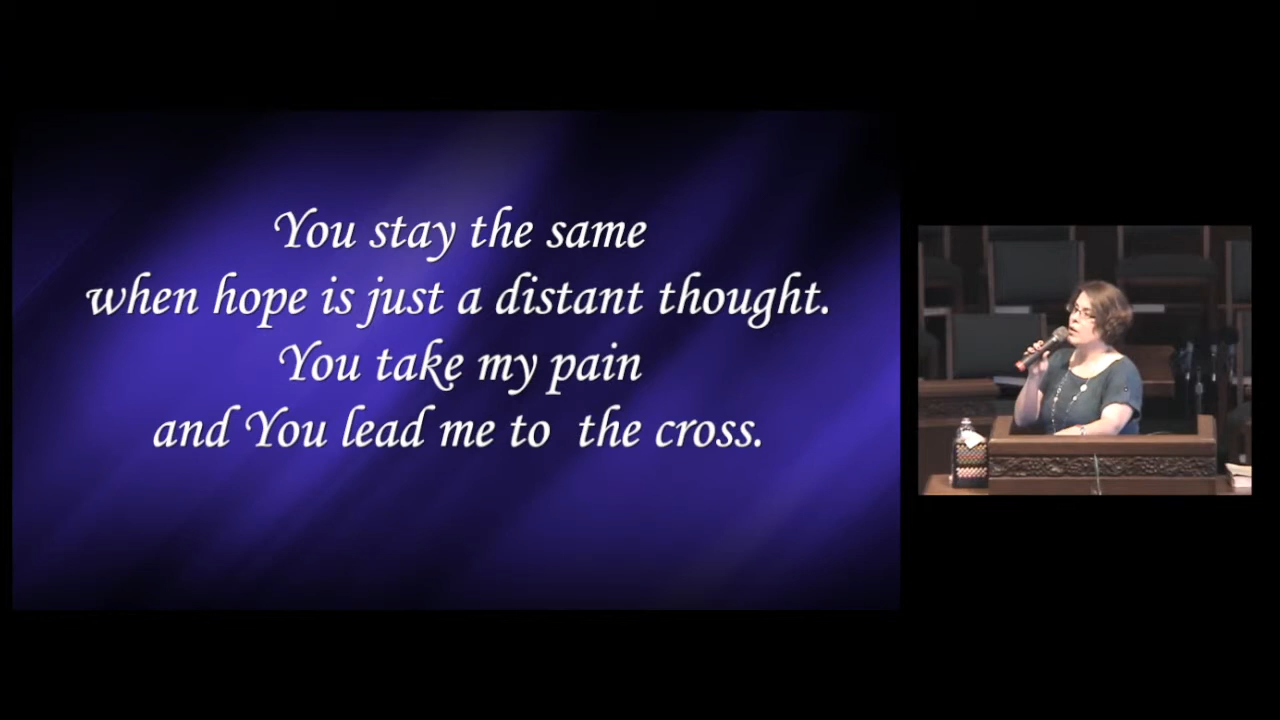 You stay the same
when hope is just a distant thought.
You take my pain
and You lead me to  the cross.